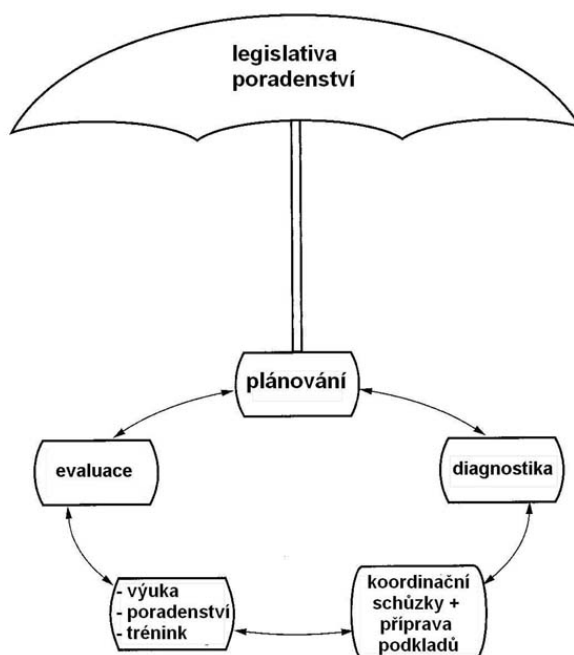 legislativa
poradenství
plánování
evaluace
diagnostika
- výuka
- poradenství
- trénink
koordinační
schůzky +
příprava
podkladů